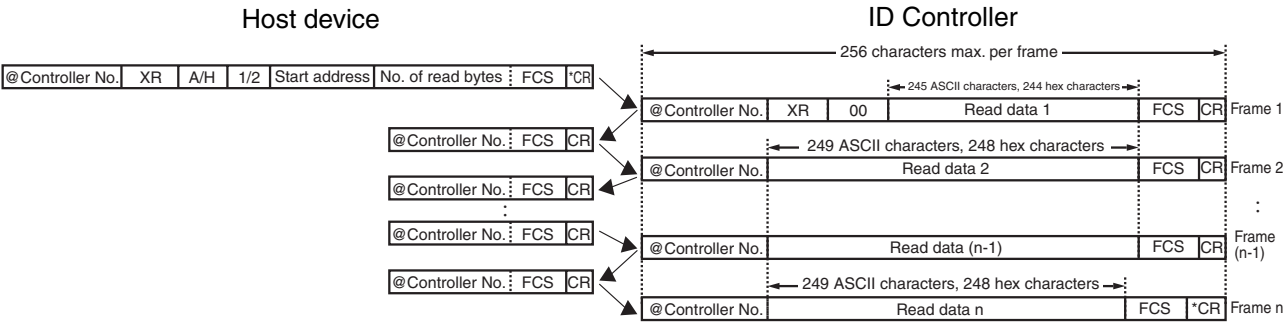 Host device
ID Controller
256 characters max. per frame
@Controller No. XR A/H 1/2 Start address No. of read bytes FCS *CR
245 ASCII characters, 244 hex characters
@Controller No. XR 00 Read data 1 FCS CR Frame 1
@Controller No. FCS CR
249 ASCII characters, 248 hex characters
@Controller No. Read data 2 FCS CR Frame 2
@Controller No. FCS CR
:
:
@Controller No. FCS CR
@Controller No. Read data (n-1) FCS CR Frame
(n-1)
@Controller No. FCS CR
249 ASCII characters, 248 hex characters
@Controller No. Read data n FCS *CR Frame n